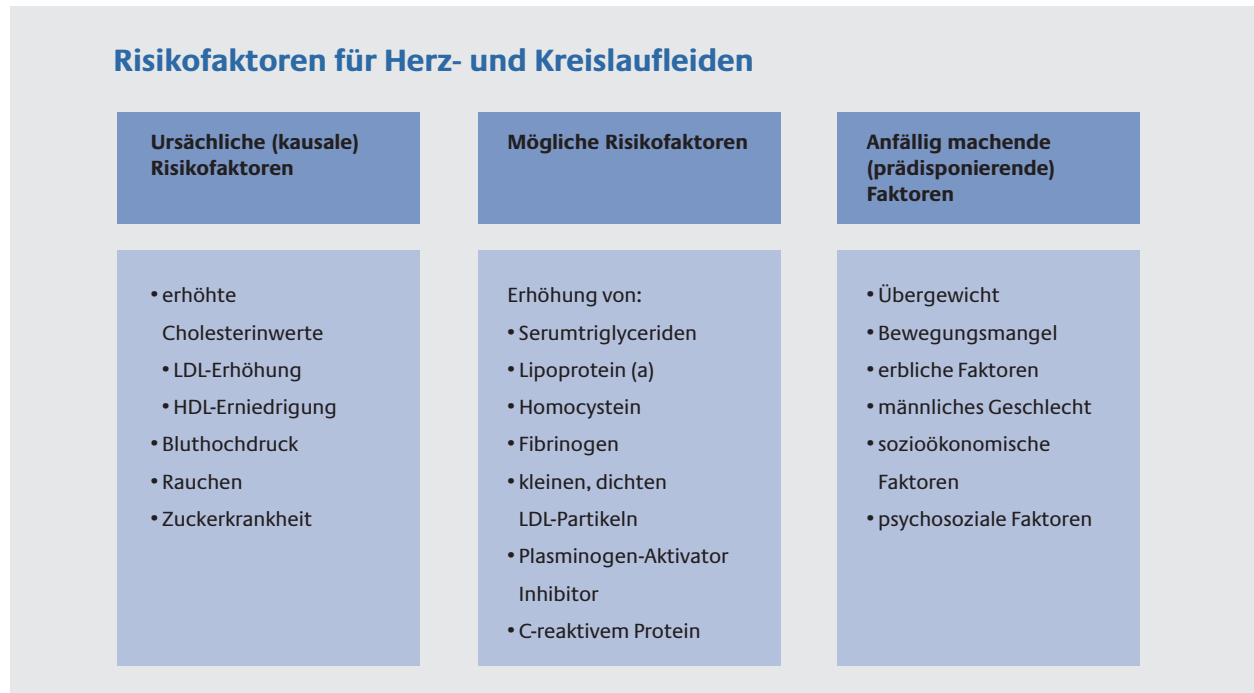 Risikofaktoren für Herz- und Kreislaufleiden
Ursächliche (kausale)
Risikofaktoren
• erhöhte
Cholesterinwerte
• LDL-Erhöhung
• HDL-Erniedrigung
• Bluthochdruck
• Rauchen
• Zuckerkrankheit
Mögliche Risikofaktoren
Erhöhung von:
• Serumtriglyceriden
• Lipoprotein (a)
• Homocystein
• Fibrinogen
• kleinen, dichten
LDL-Partikeln
• Plasminogen-Aktivator
Inhibitor
• C-reaktivem Protein
Anfällig machende
(prädisponierende)
Faktoren
• Übergewicht
• Bewegungsmangel
• erbliche Faktoren
• männliches Geschlecht
• sozioökonomische
Faktoren
• psychosoziale Faktoren